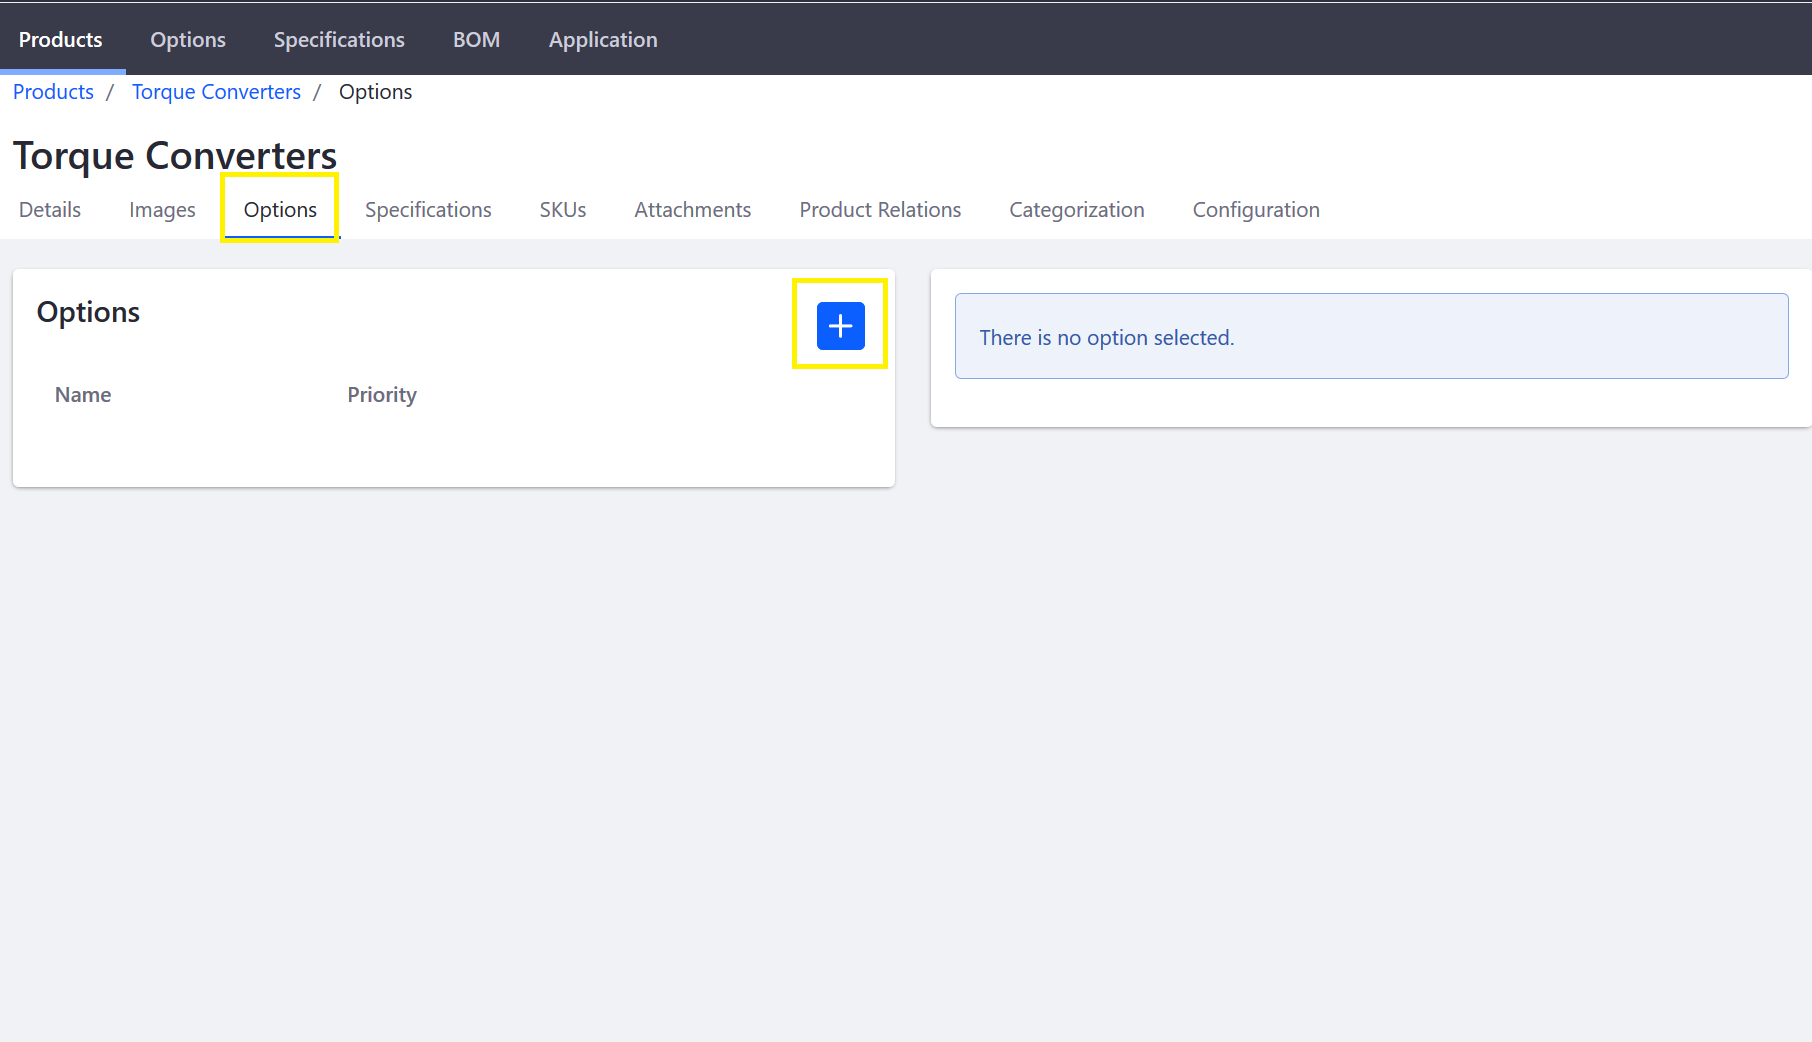 Products Options Specifications BOM Application
Products / Torque Converters / Options
Torque Converters
Details Images Options Specifications SKUs Attachments Product Relations Categorization Configuration
Options
There is no option selected.
Name Priority